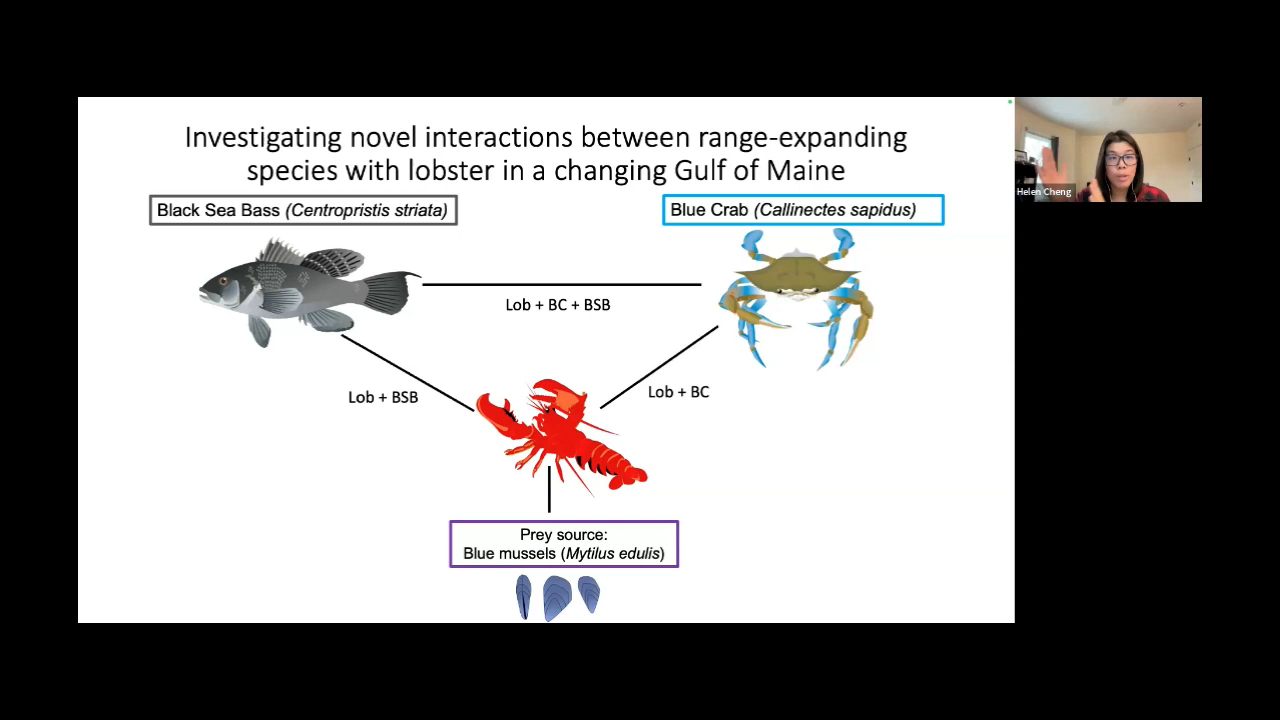 Investigating novel interactions between range-expanding
species with lobster in a changing Gulf of Maine
Black Sea Bass (Centropristis striata)
Blue Crab (Callinectes sapidus)
Helen Cheng
Lob + BC + BSB
Lob + BSB
Lob + BC
Prey source:
Blue mussels (Mytilus edulis)